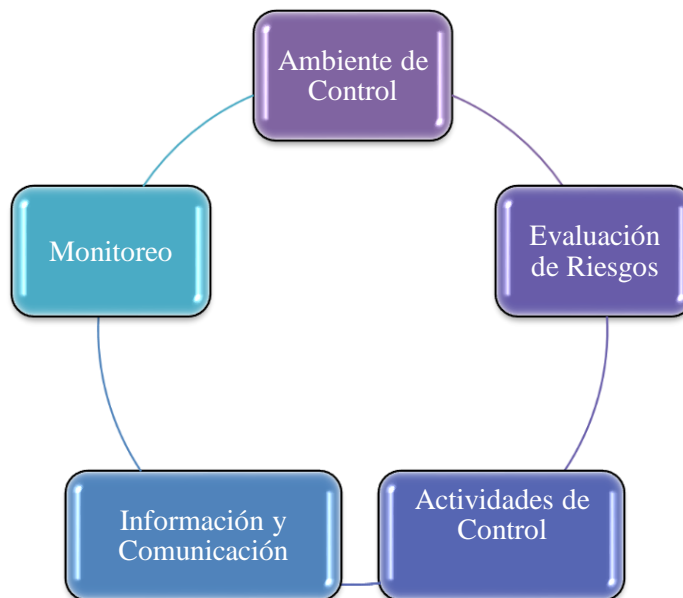 Ambiente de
Control
Evaluación
de Riesgos
Actividades de
Control
Información y
Comunicación
Monitoreo